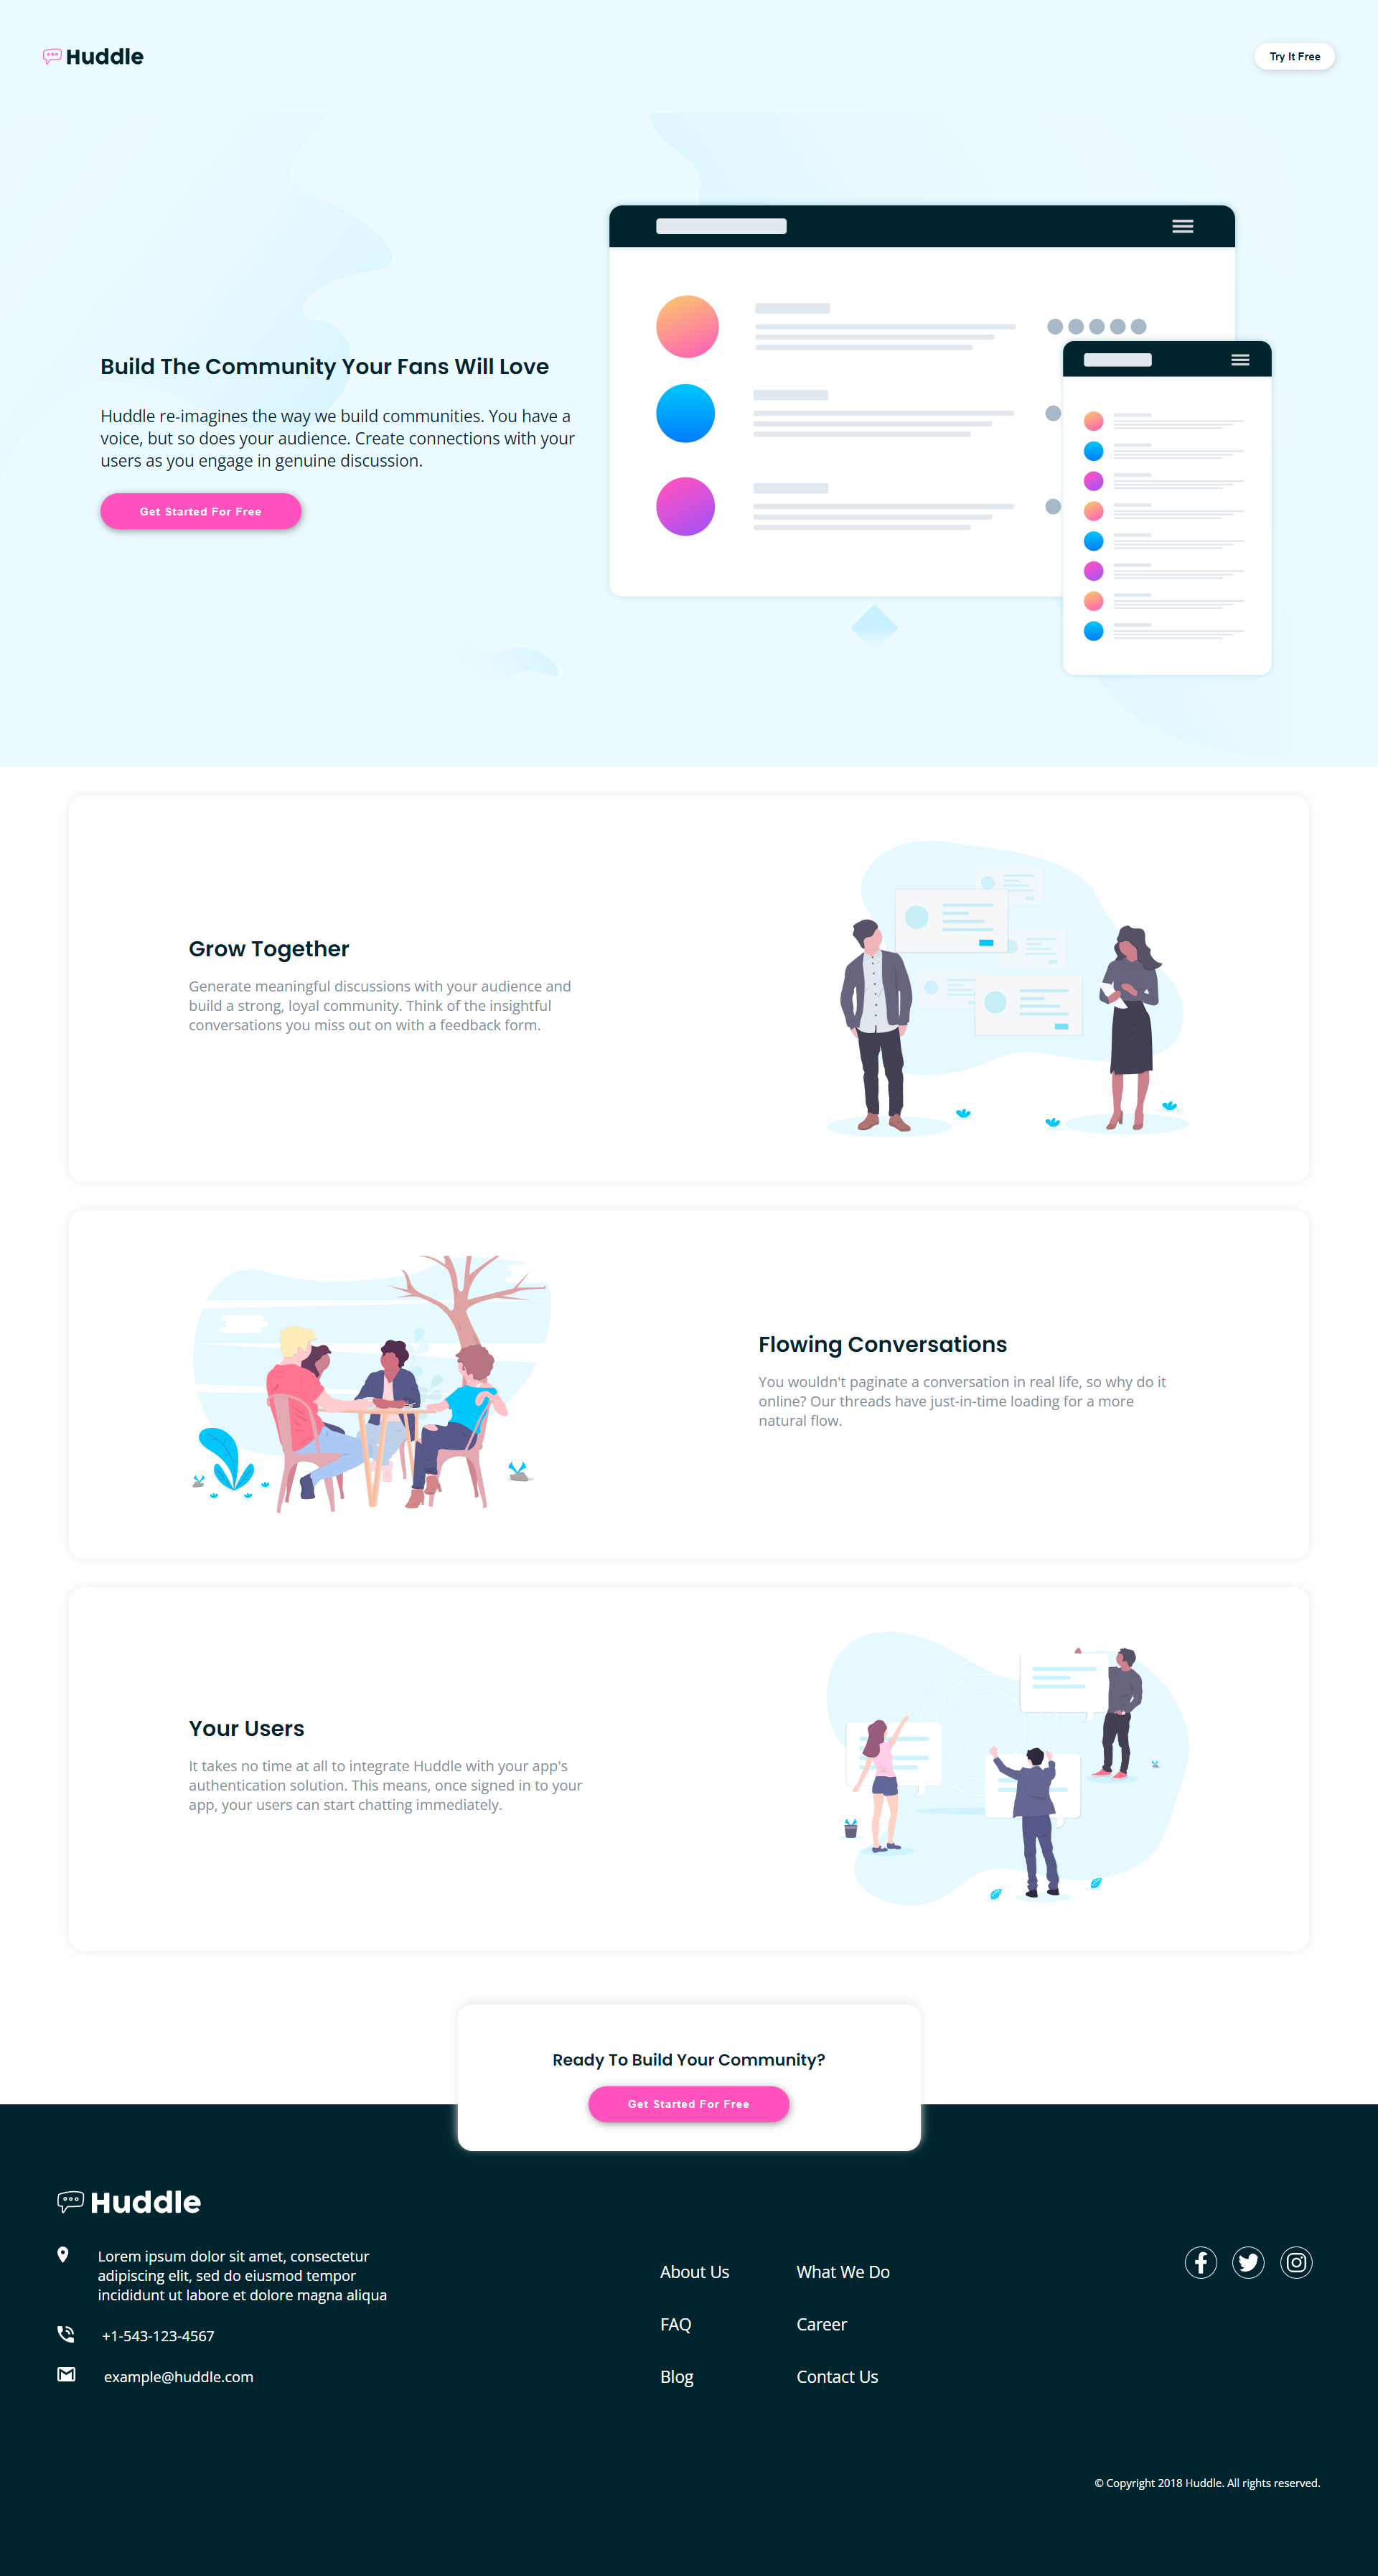 Huddle
Try It Free
Build The Community Your Fans Will Love
Huddle re-imagines the way we build communities. You have a
voice, but so does your audience. Create connections with your
users as you engage in genuine discussion.
Get Started For Free
Grow Together
Generate meaningful discussions with your audience and
build a strong, loyal community. Think of the insightful
conversations you miss out on with a feedback form.
Flowing Conversations
You wouldn't paginate a conversation in real life, so why do it
online? Our threads have just-in-time loading for a more
natural flow.
Your Users
It takes no time at all to integrate Huddle with your app's
authentication solution. This means, once signed in to your
app, your users can start chatting immediately.
Ready To Build Your Community?
Get Started For Free
Huddle
Lorem ipsum dolor sit amet, consectetur
adipiscing elit, sed do eiusmod tempor
incididunt ut labore et dolore magna aliqua
+1-543-123-4567
example@huddle.com
About Us
FAQ
Blog
What We Do
Career
Contact Us
© Copyright 2018 Huddle. All rights reserved.